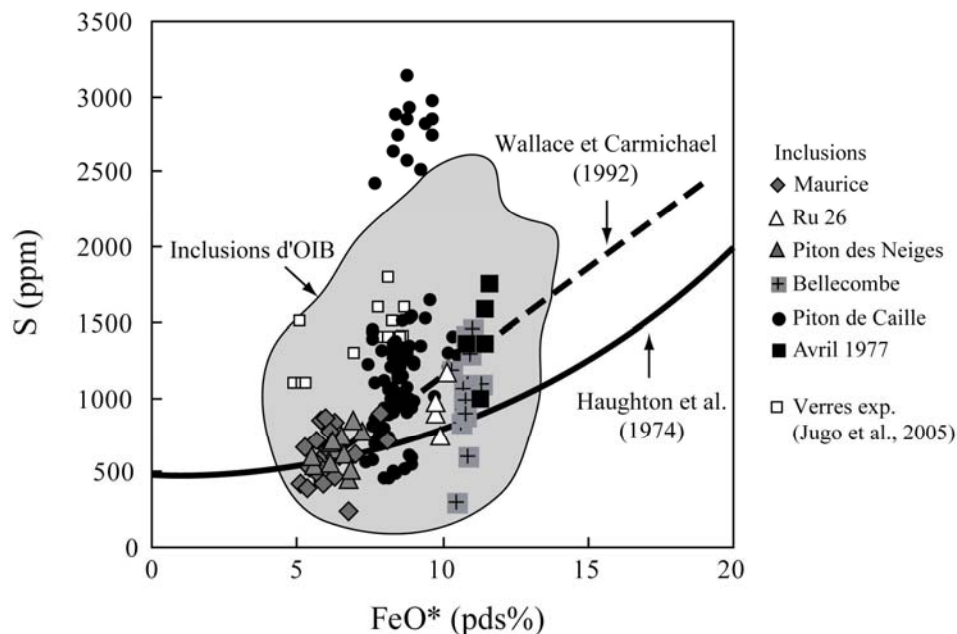 3500
3000
2500
2000
1500
1000
500
0
S (ppm)
0
5
10
15
20
FeO* (pds%)
Wallace et Carmichael
(1992)
Inclusions d'OIB
Haughton et al.
(1974)
Inclusions
Maurice
Ru 26
Piton des Neiges
Bellecombe
Piton de Caille
Avril 1977
Verres exp.
(Jugo et al., 2005)